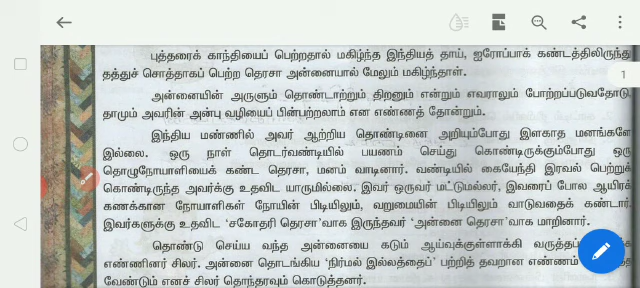 1
புத்தரைக் காந்தியைப் பெற்றதால் மகிழ்ந்த இந்தியத் தாய், ஐரோப்பாக் கண்டத்திலிருந்து
தத்துச் சொத்தாகப் பெற்ற தெரசா அன்னையால் மேலும் மகிழ்ந்தாள்.
அன்னையின் அருளும் தொண்டாற்றும் திறனும் என்றும் எவராலும் போற்றப்படுவதோடு,
தாமும் அவரின் அன்பு வழியைப் பின்பற்றலாம் என எண்ணத் தோன்றும்.
இந்திய மண்ணில் அவர் ஆற்றிய தொண்டினை அறியும்போது இளகாத மனங்களே
இல்லை. ஒரு நாள் தொடர்வண்டியில் பயணம் செய்து கொண்டிருக்கும்போது ஒரு
தொழுநோயாளியைக் கண்ட தெரசா, மனம் வாடினார். வண்டியில் கையேந்தி இரவல் பெற்றுக்
கொண்டிருந்த அவர்க்கு உதவிட யாருமில்லை. இவர் ஒருவர் மட்டுமல்லர், இவரைப் போல ஆயிரக்
கணக்கான நோயாளிகள் நோயின் பிடியிலும், வறுமையின் பிடியிலும் வாடுவதைக் கண்டார்.
இவர்களுக்கு உதவிட 'சகோதரி தெரசா'வாக இருந்தவர் 'அன்னை தெரசா'வாக மாறினார்.
தொண்டு செய்ய வந்த அன்னையை கடும் ஆய்வுக்குள்ளாக்கி
எண்ணினர் சிலர். அன்னை தொடங்கிய 'நிர்மல் இல்லத்தைப்' பற்றித் தவறான எண்ணம்
வேண்டும் எனச் சிலர் தொந்தரவும் கொடுத்தனர்.